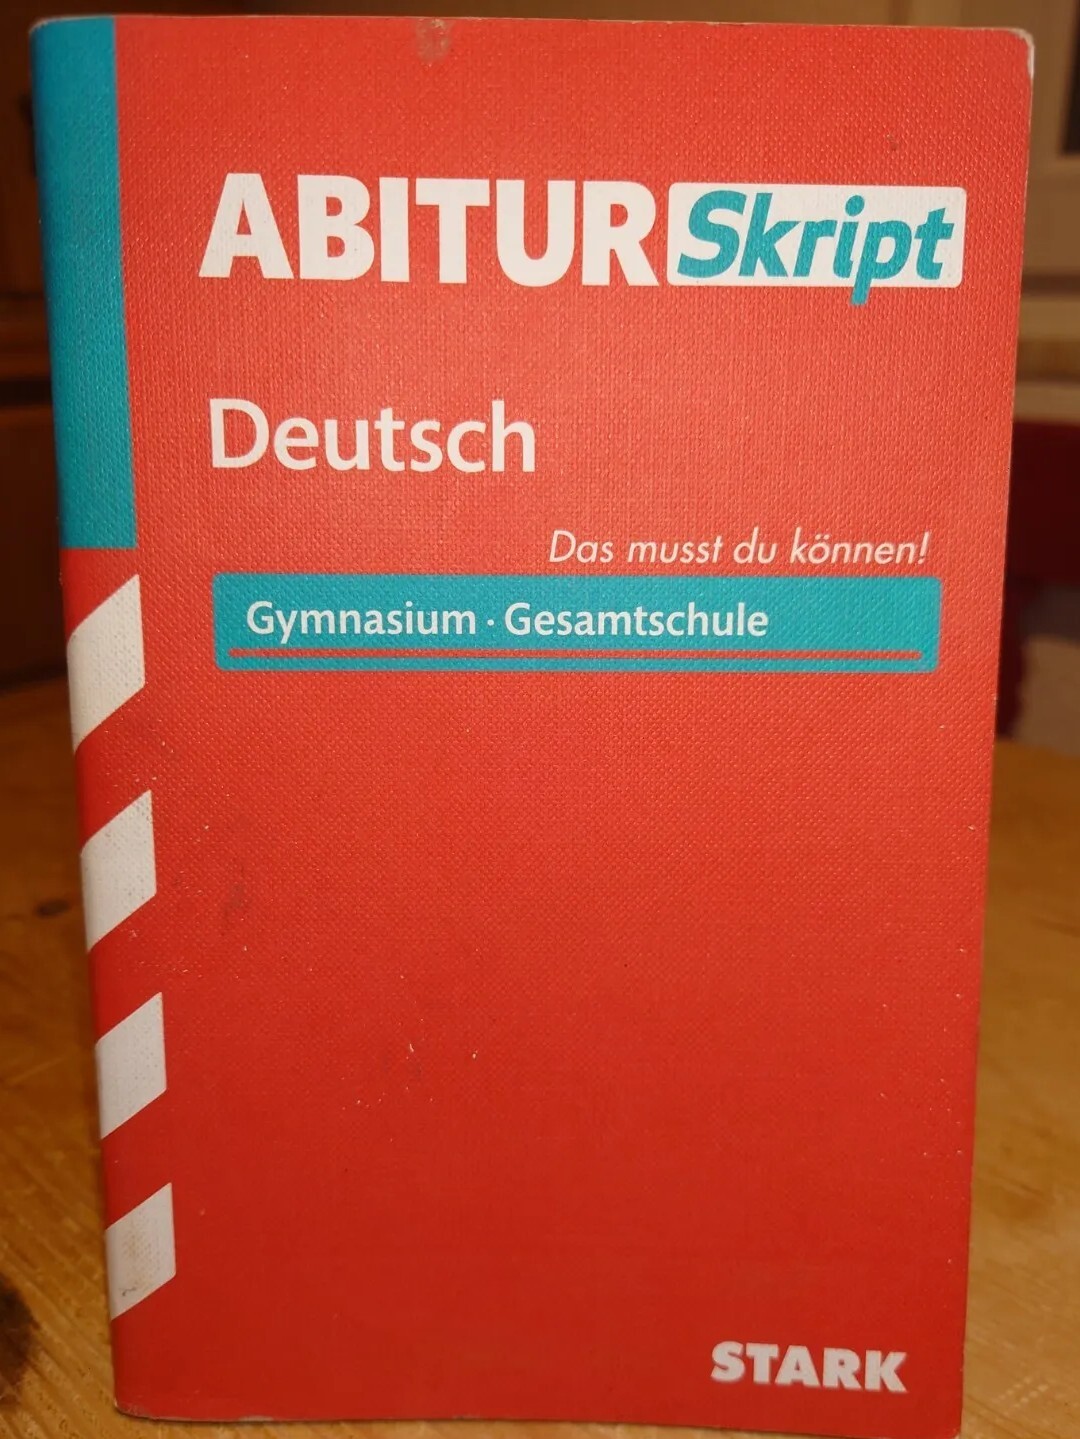 ABITUR Skript
Deutsch
Das musst du können!
Gymnasium · Gesamtschule
STARK